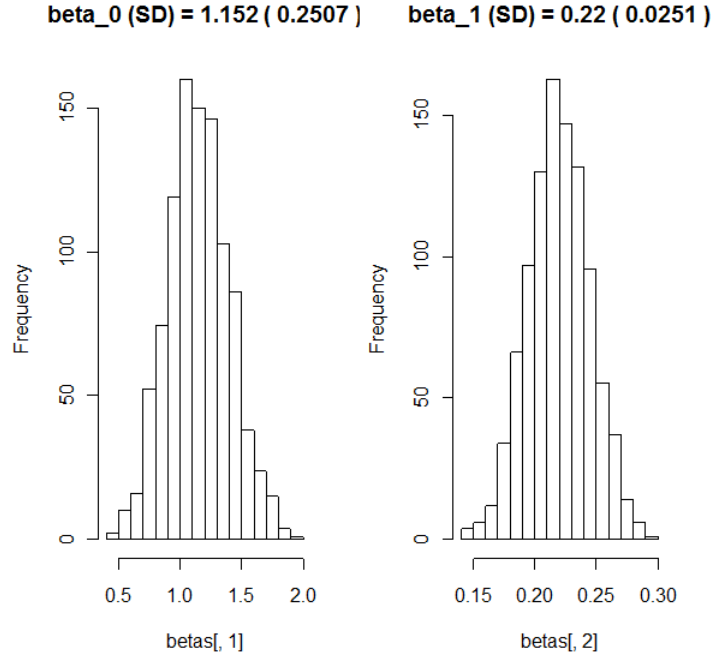 beta_0 (SD) = 1.152 ( 0.2507 )
Frequency
150
100
50
0
0.5 1.0 1.5 2.0
betas[, 1]
beta_1 (SD) = 0.22 ( 0.0251 )
Frequency
150
100
50
0
0.15 0.20 0.25 0.30
betas[, 2]